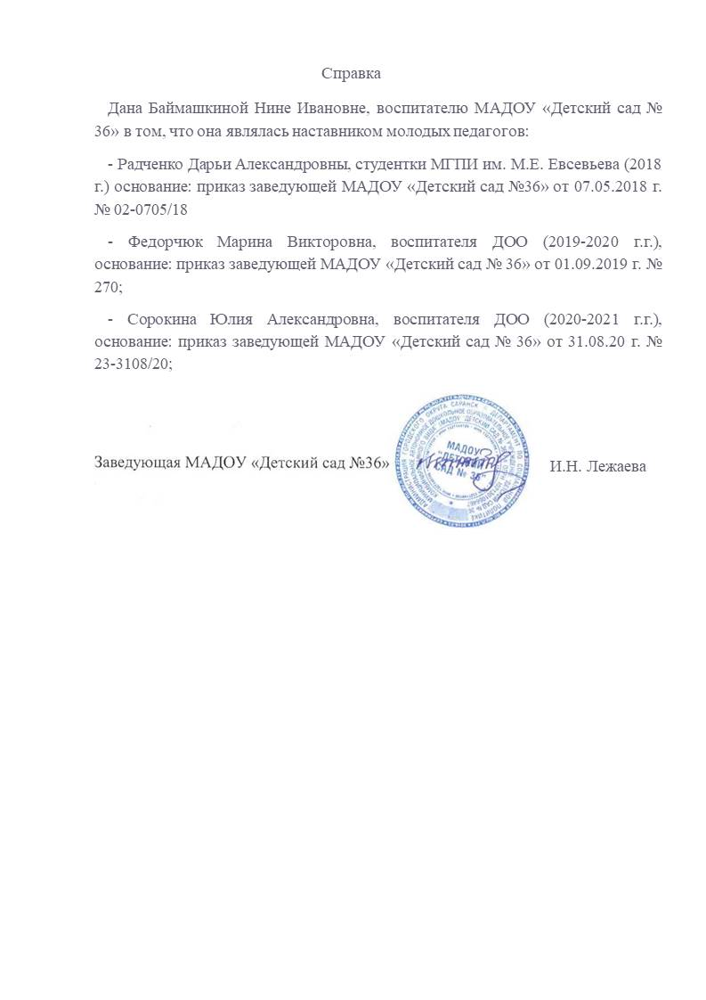 Справка
Дана Баймашкиной Нине Ивановне, воспитателю МАДОУ «Детский сад №
36» в том, что она являлась наставником молодых педагогов:
- Радченко Дарьи Александровны, студентки МГПИ им. М.Е. Евсевьева (2018
г.) основание: приказ заведующей МАДОУ «Детский сад №36» от 07.05.2018 г.
№ 02-0705/18
- Федорчюк Марина Викторовна, воспитателя ДОО (2019-2020 г.г.),
основание: приказ заведующей МАДОУ «Детский сад № 36» от 01.09.2019 г. №
270;
- Сорокина Юлия Александровна, воспитателя ДОО (2020-2021 г.г.),
основание: приказ заведующей МАДОУ «Детский сад № 36» от 31.08.20 г. №
23-3108/20;
Заведующая МАДОУ «Детский сад №36»
МАДОУ
"ДЕТСКИЙ
САД № 36"
И.Н. Лежаева